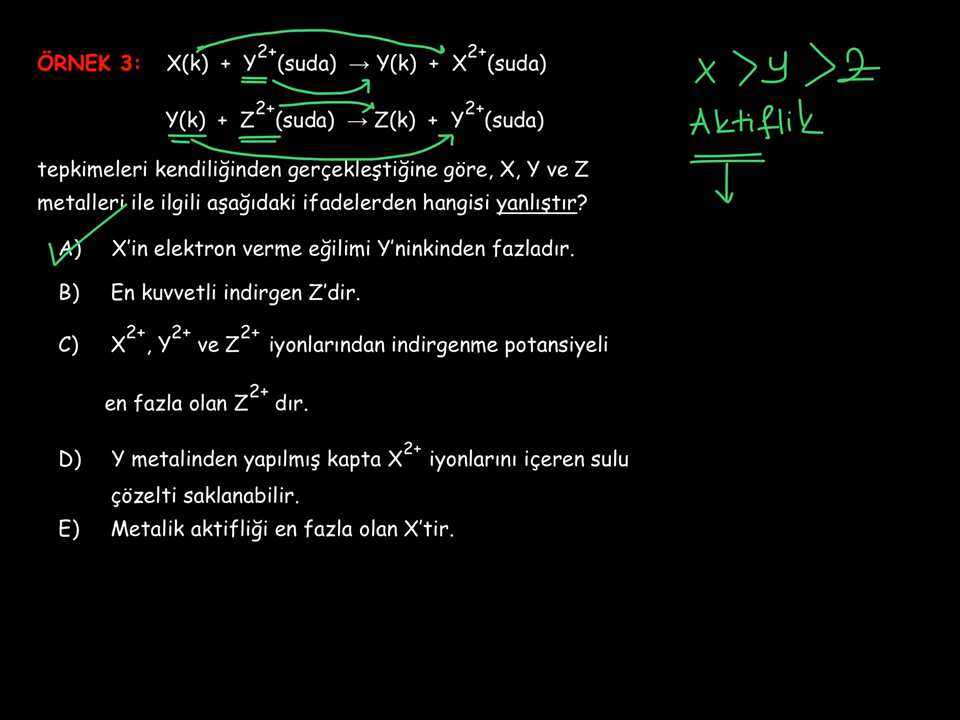 ÖRNEK 3: X(k) + Y²⁺(suda) → Y(k) + X²⁺(suda)
Y(k) + Z²⁺(suda) → Z(k) + Y²⁺(suda)
tepkimeleri kendiliğinden gerçekleştiğine göre, X, Y ve Z
metalleri ile ilgili aşağıdaki ifadelerden hangisi yanlıştır?
A) X'in elektron verme eğilimi Y'ninkinden fazladır.
B) En kuvvetli indirgen Z'dir.
C) X²⁺, Y²⁺ ve Z²⁺ iyonlarından indirgenme potansiyeli
en fazla olan Z²⁺ dır.
D) Y metalinden yapılmış kapta X²⁺ iyonlarını içeren sulu
çözelti saklanabilir.
E) Metalik aktifliği en fazla olan X'tir.
X > Y > Z
Aktiflik